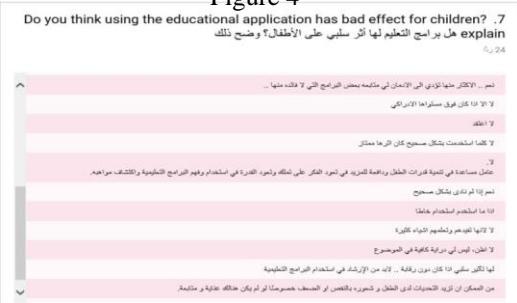 Figure 4
Do you think using the educational application has bad effect for children? .7
explain هل برامج التعليم لها أثر سلبي على الأطفال؟ وضح ذلك
24 ردًا
نعم .. الاكثار منها تؤدي الى الادمان في متابعه بعض البرامج التي لا فائده منها ..
لا الا اذا كان فوق مستواها الادراكي
لا اعتقد
لا كلما استخدمت بشكل صحيح كان اثرها ممتاز
لا.
عامل مساعدة في تنمية قدرات الطفل ودافعة للمزيد في تعود الفكر على تملك وتعود القدرة في استخدام وفهم البرامج التعليمية واكتشاف مواهبه.
نعم إذا لم تؤدى بشكل صحيح
اذا ما استخدم استخدام خاطئ
لا لانها تفيدهم وتعلمهم اشياء كثيرة
لا اظن، ليس لي دراية كافية في الموضوع
لها تأثير سلبي اذا كان دون رقابة .. لابد من الإرشاد في استخدام البرامج التعليمية
من الممكن ان تزيد التحديات لدى الطفل و شعوره بالنقص او الضعف خصوصًا لو لم يكن هنالك عناية و متابعة.